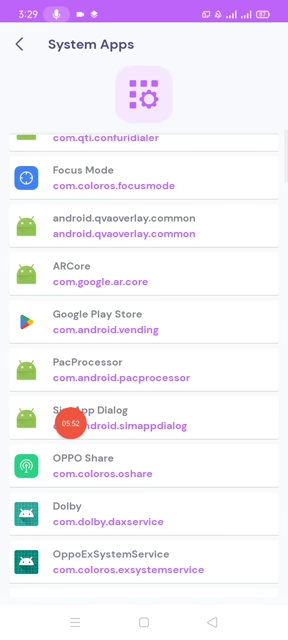 3:29
67
System Apps
com.qti.confuridialer
Focus Mode
com.coloros.focusmode
android.qvaoverlay.common
android.qvaoverlay.common
ARCore
com.google.ar.core
Google Play Store
com.android.vending
PacProcessor
com.android.pacprocessor
App Dialog
05:52
ndroid.simappdialog
OPPO Share
com.coloros.oshare
Dolby
com.dolby.daxservice
OppoExSystemService
com.coloros.exsystemservice